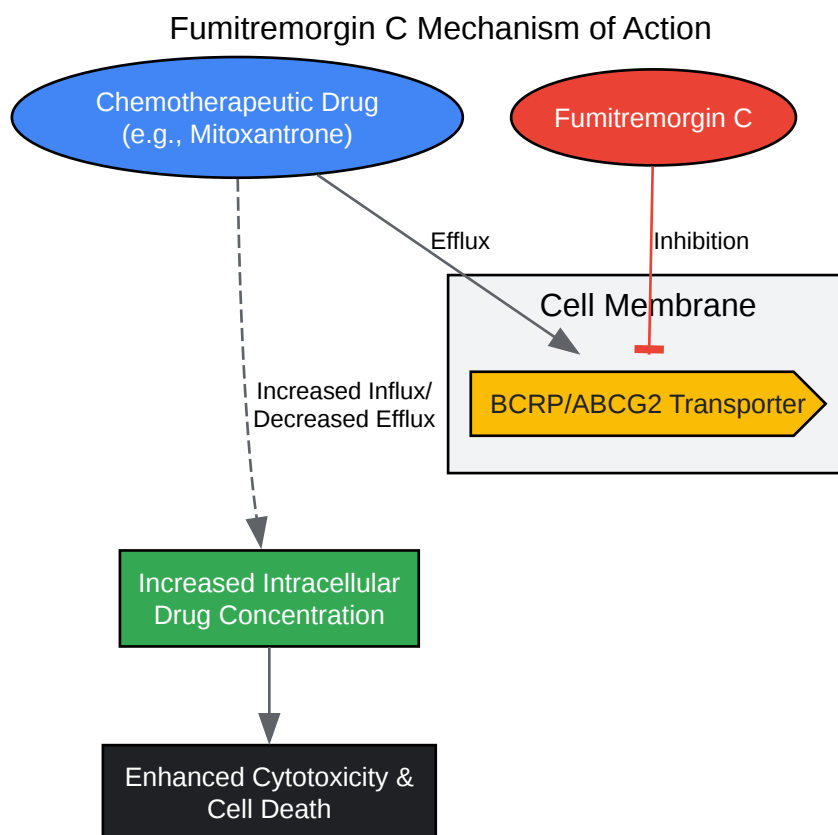 Fumitremorgin C Mechanism of Action
Chemotherapeutic Drug
(e.g., Mitoxantrone)
Fumitremorgin C
Efflux
Inhibition
Cell Membrane
BCRP/ABCG2 Transporter
Increased Influx/
Decreased Efflux
Increased Intracellular
Drug Concentration
Enhanced Cytotoxicity &
Cell Death